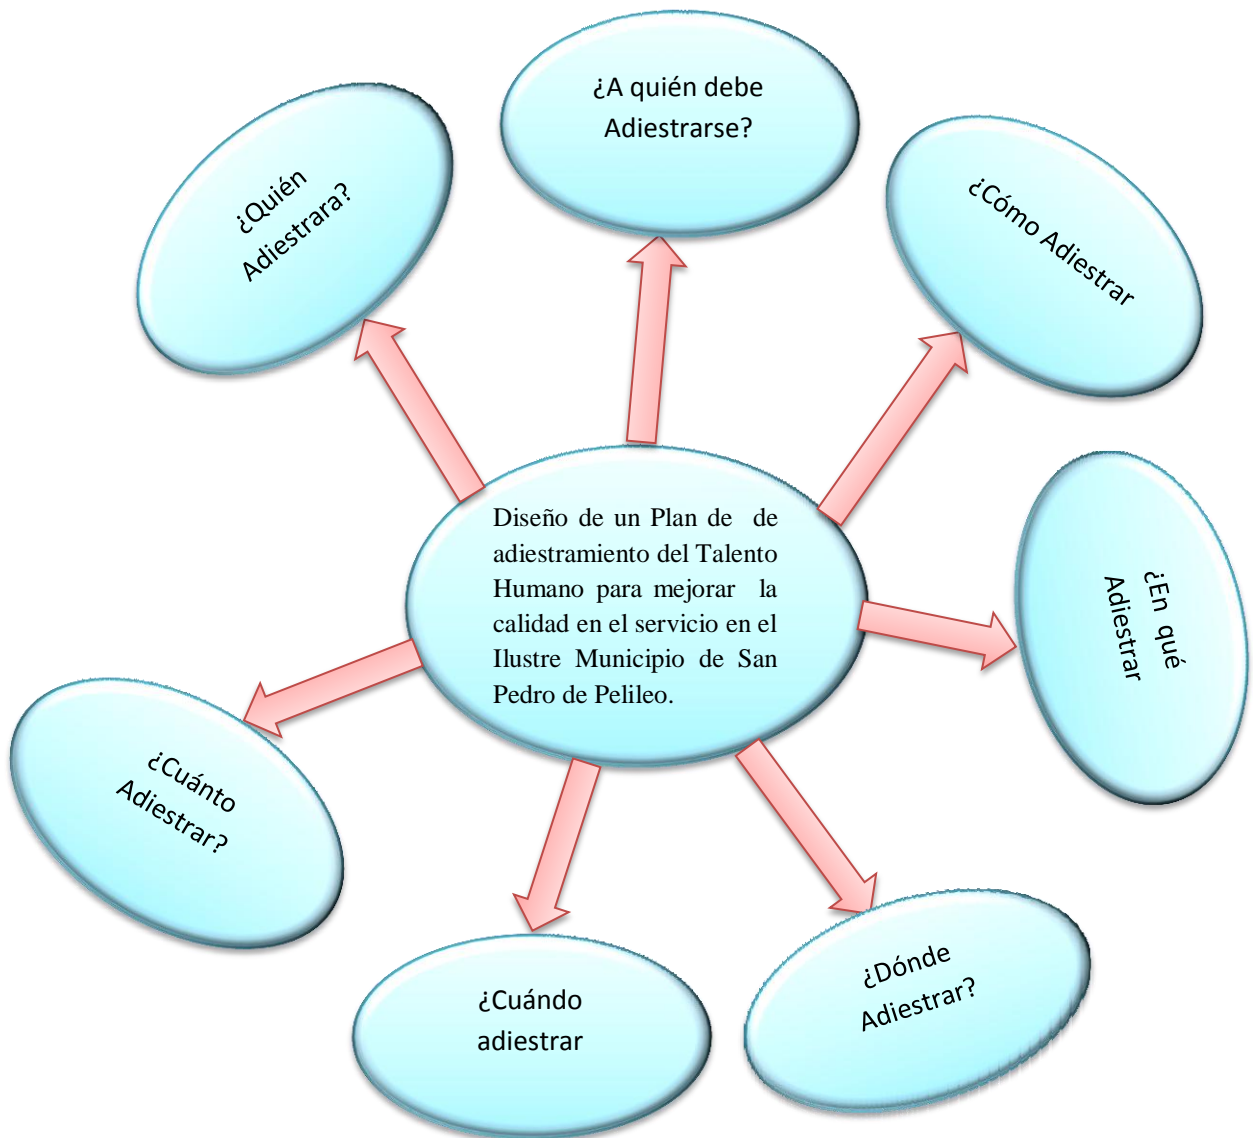 ¿A quién debe
Adiestrarse?
¿Cómo Adiestrar
¿En qué
Adiestrar
¿Dónde
Adiestrar?
¿Cuándo
adiestrar
¿Cuánto
Adiestrar?
¿Quién
Adiestrara?
Diseño de un Plan de de
adiestramiento del Talento
Humano para mejorar la
calidad en el servicio en el
Ilustre Municipio de San
Pedro de Pelileo.